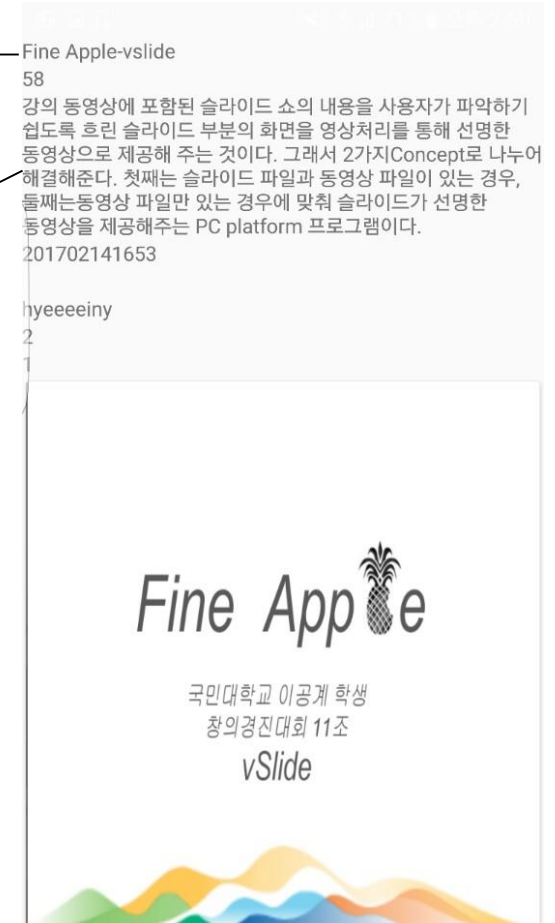 Fine Apple-vslide
58
강의 동영상에 포함된 슬라이드 쇼의 내용을 사용자가 파악하기
쉽도록 흐린 슬라이드 부분의 화면을 영상처리를 통해 선명한
동영상으로 제공해 주는 것이다. 그래서 2가지Concept로 나누어
해결해준다. 첫째는 슬라이드 파일과 동영상 파일이 있는 경우,
둘째는동영상 파일만 있는 경우에 맞춰 슬라이드가 선명한
동영상을 제공해주는 PC platform 프로그램이다.
201702141653
hyeeeeiny
2
1
Fine App e
국민대학교 이공계 학생
창의경진대회 11조
vSlide